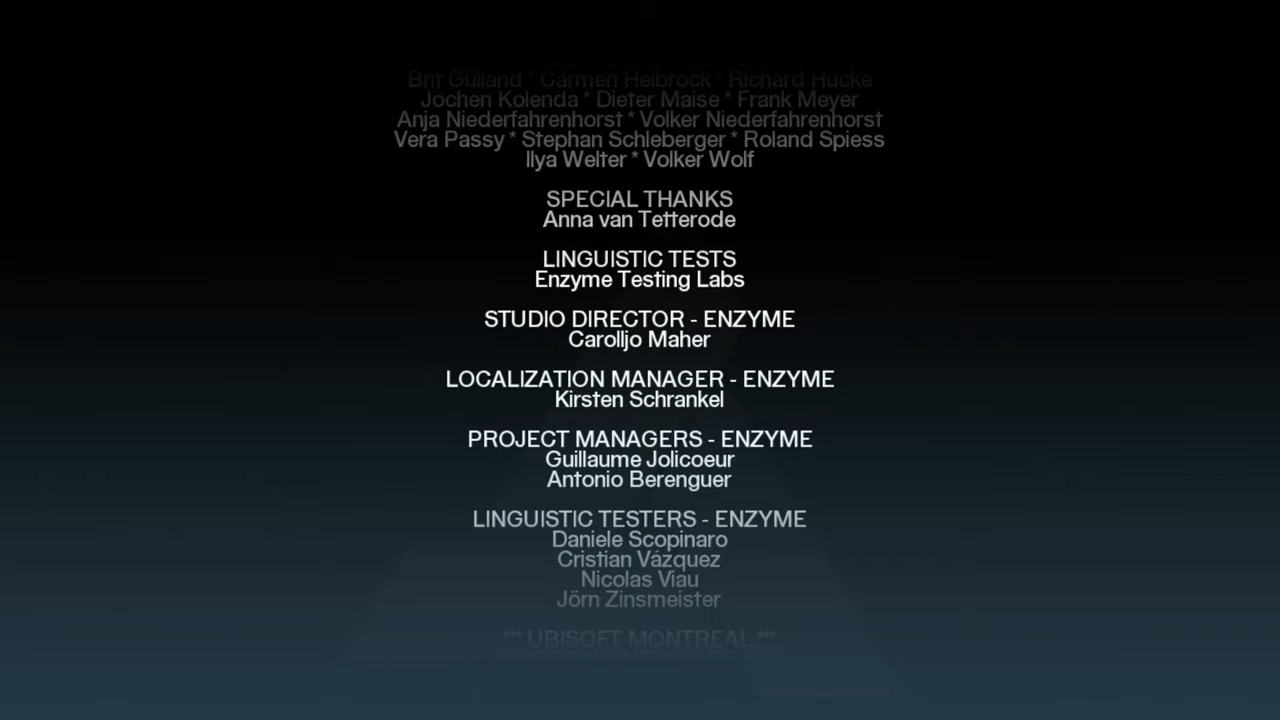 Brit Gülland * Carmen Heibrock * Richard Hucke
Jochen Kolenda * Dieter Maise * Frank Meyer
Anja Niederfahrenhorst * Volker Niederfahrenhorst
Vera Passy * Stephan Schleberger * Roland Spiess
Ilya Welter * Volker Wolf
SPECIAL THANKS
Anna van Tetterode
LINGUISTIC TESTS
Enzyme Testing Labs
STUDIO DIRECTOR - ENZYME
Carolljo Maher
LOCALIZATION MANAGER - ENZYME
Kirsten Schrankel
PROJECT MANAGERS - ENZYME
Guillaume Jolicoeur
Antonio Berenguer
LINGUISTIC TESTERS - ENZYME
Daniele Scopinaro
Cristian Vázquez
Nicolas Viau
Jörn Zinsmeister
*** UBISOFT MONTREAL ***